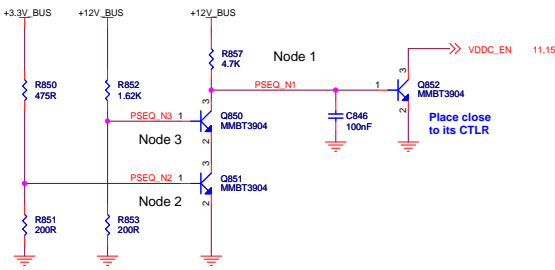 +3.3V_BUS
+12V_BUS
+12V_BUS
R857
4.7K
Node 1
VDDC_EN 11,15
R850
475R
R852
1.62K
PSEQ_N1
1
3
2
Q852
MMBT3904
PSEQ_N3 1
3
2
Q850
MMBT3904
C846
100nF
Place close
to its CTLR
Node 3
PSEQ_N2 1
3
2
Q851
MMBT3904
Node 2
R851
200R
R853
200R